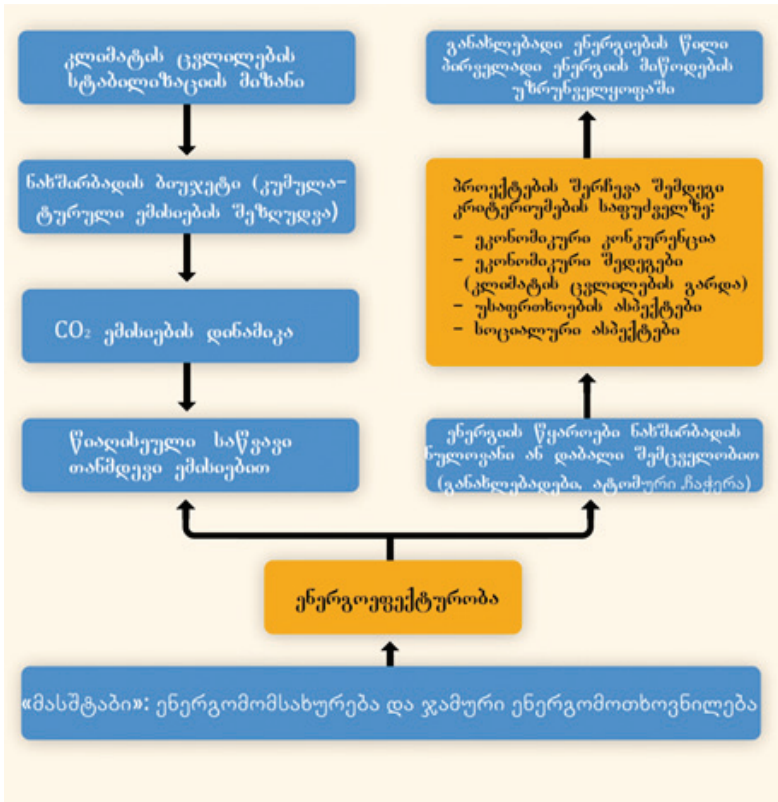 კლიმატის ცვლილების
სტაბილიზაციის მიზანი
ნახშირბადის ბიუჯეტი (კუმულა-
ტურული ემისიების შეზღუდვა)
CO₂ ემისიების დინამიკა
წიაღისეული საწვავი
თანმდევი ემისიებით
განახლებადი ენერგიების წილი
პირველადი ენერგიის მიწოდების
უზრუნველყოფაში
პროექტების შერჩევა შემდეგი
კრიტერიუმების საფუძველზე:
– ეკონომიკური კონკურენცია
– ეკონომიკური შედეგები
(კლიმატის ცვლილების გარდა)
– უსაფრთხოების ასპექტები
– სოციალური ასპექტები
ენერგიის წყაროები ნახშირბადის
ნულოვანი ან დაბალი შემცველობით
(განახლებადები, ატომური ,ჩაჭერა)
ენერგოეფექტურობა
«მასშტაბი»: ენერგომომსახურება და ჯამური ენერგომოთხოვნილება